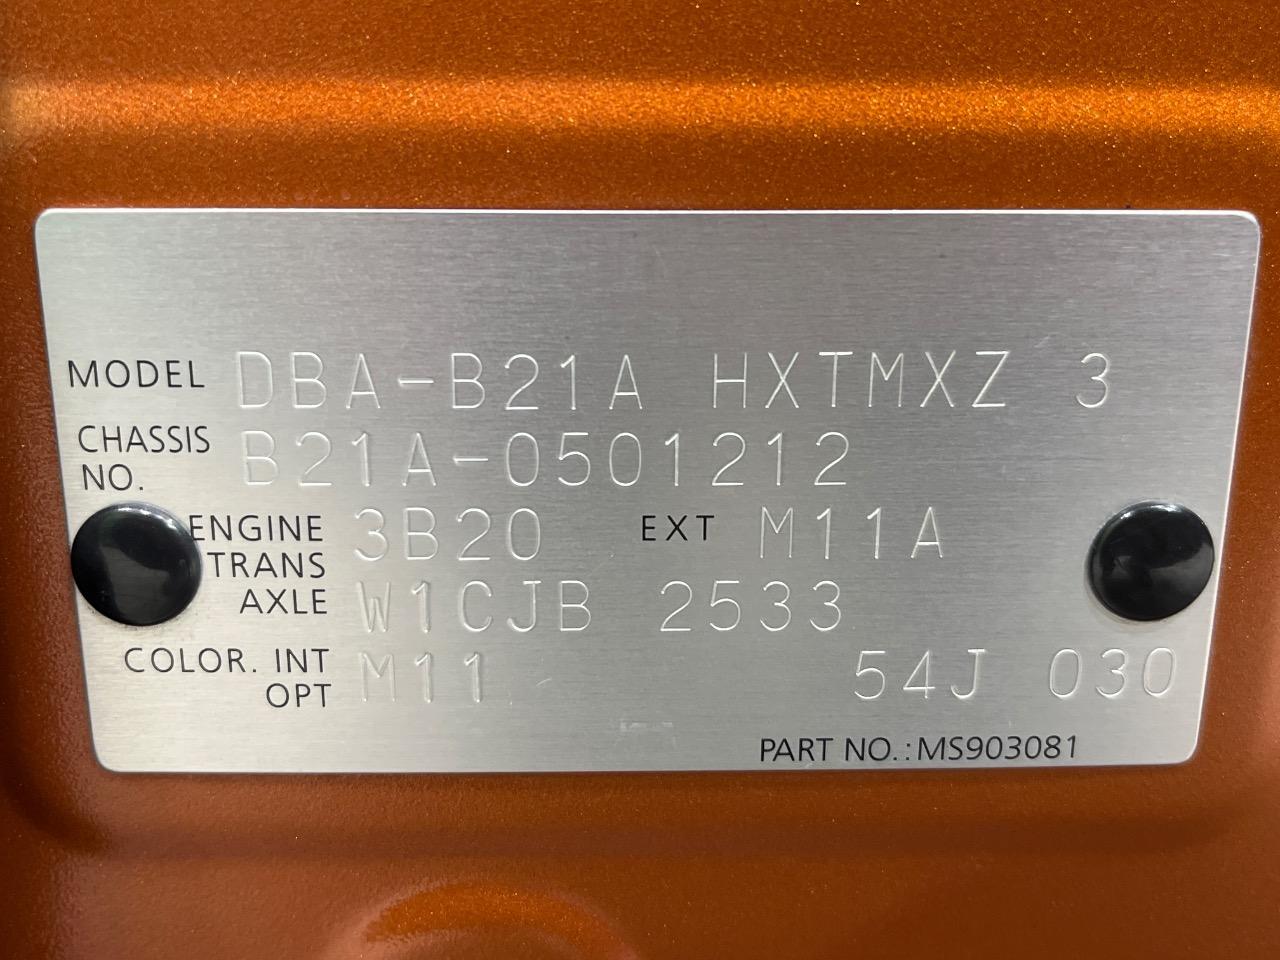 MODEL DBA-B21A HXTMXZ 3
CHASSIS NO. B21A-0501212
ENGINE 3B20 EXT M11A
TRANS AXLE W1CJB 2533
COLOR. INT OPT M11 54J 030
PART NO.:MS903081